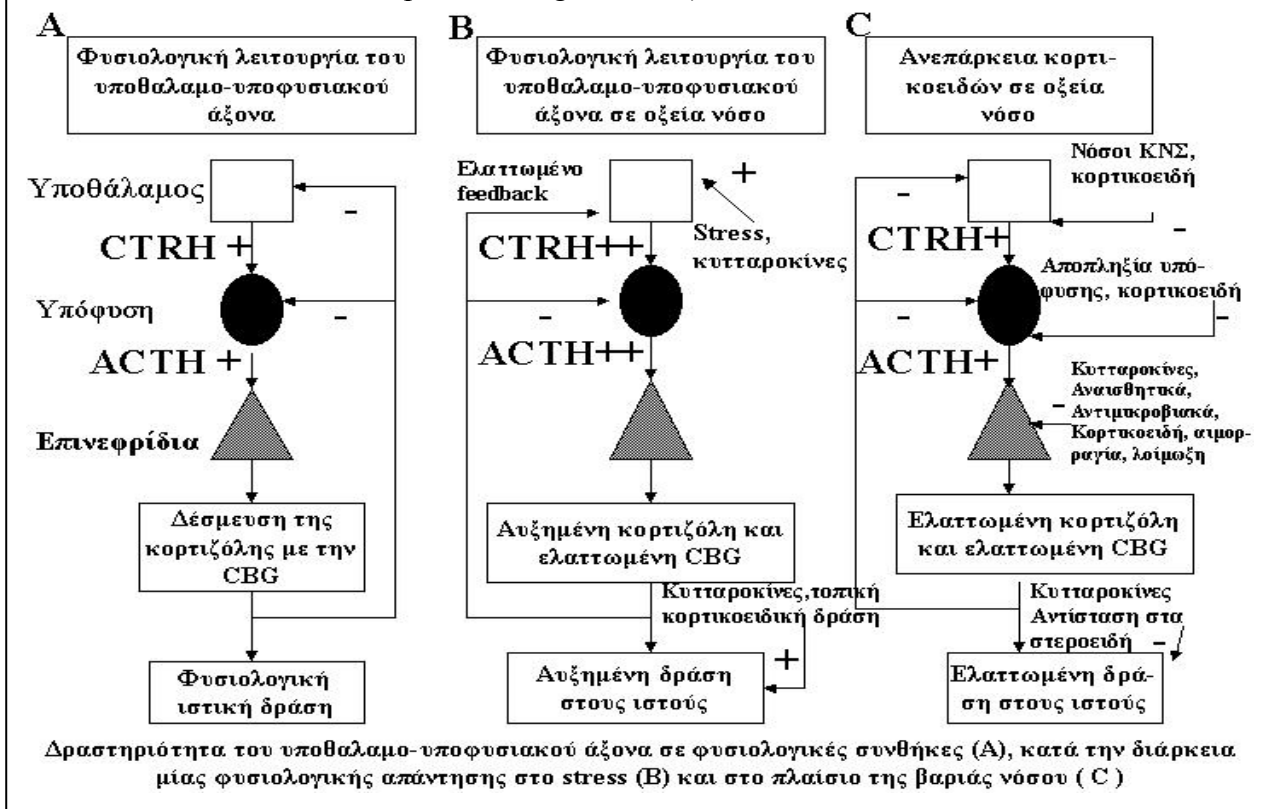 A
Φυσιολογική λειτουργία του
υποθαλαμο-υποφυσιακού
άξονα
Υποθάλαμος
-
CTRH +
Υπόφυση
-
ACTH +
Επινεφρίδια
Δέσμευση της
κορτιζόλης με την
CBG
Φυσιολογική
ιστική δράση
B
Φυσιολογική λειτουργία του
υποθαλαμο-υποφυσιακού
άξονα σε οξεία νόσο
Ελαττωμένο
feedback
+
Stress,
κυτταροκίνες
CTRH++
-
ACTH++
Αυξημένη κορτιζόλη και
ελαττωμένη CBG
Κυτταροκίνες,τοπική
κορτικοειδική δράση
+
Αυξημένη δράση
στους ιστούς
C
Ανεπάρκεια κορτι-
κοειδών σε οξεία
νόσο
Νόσοι ΚΝΣ,
κορτικοειδή
-
-
CTRH+
Αποπληξία υπό-
φυσης, κορτικοειδή
-
-
ACTH+
Κυτταροκίνες,
Αναισθητικά,
-
Αντιμικροβιακά,
Κορτικοειδή, αιμορ-
ραγία, λοίμωξη
Ελαττωμένη κορτιζόλη
και ελαττωμένη CBG
Κυτταροκίνες
Αντίσταση στα
στεροειδή
-
Ελαττωμένη δρά-
ση στους ιστούς
Δραστηριότητα του υποθαλαμο-υποφυσιακού άξονα σε φυσιολογικές συνθήκες (A), κατά την διάρκεια
μίας φυσιολογικής απάντησης στο stress (B) και στο πλαίσιο της βαριάς νόσου ( C )